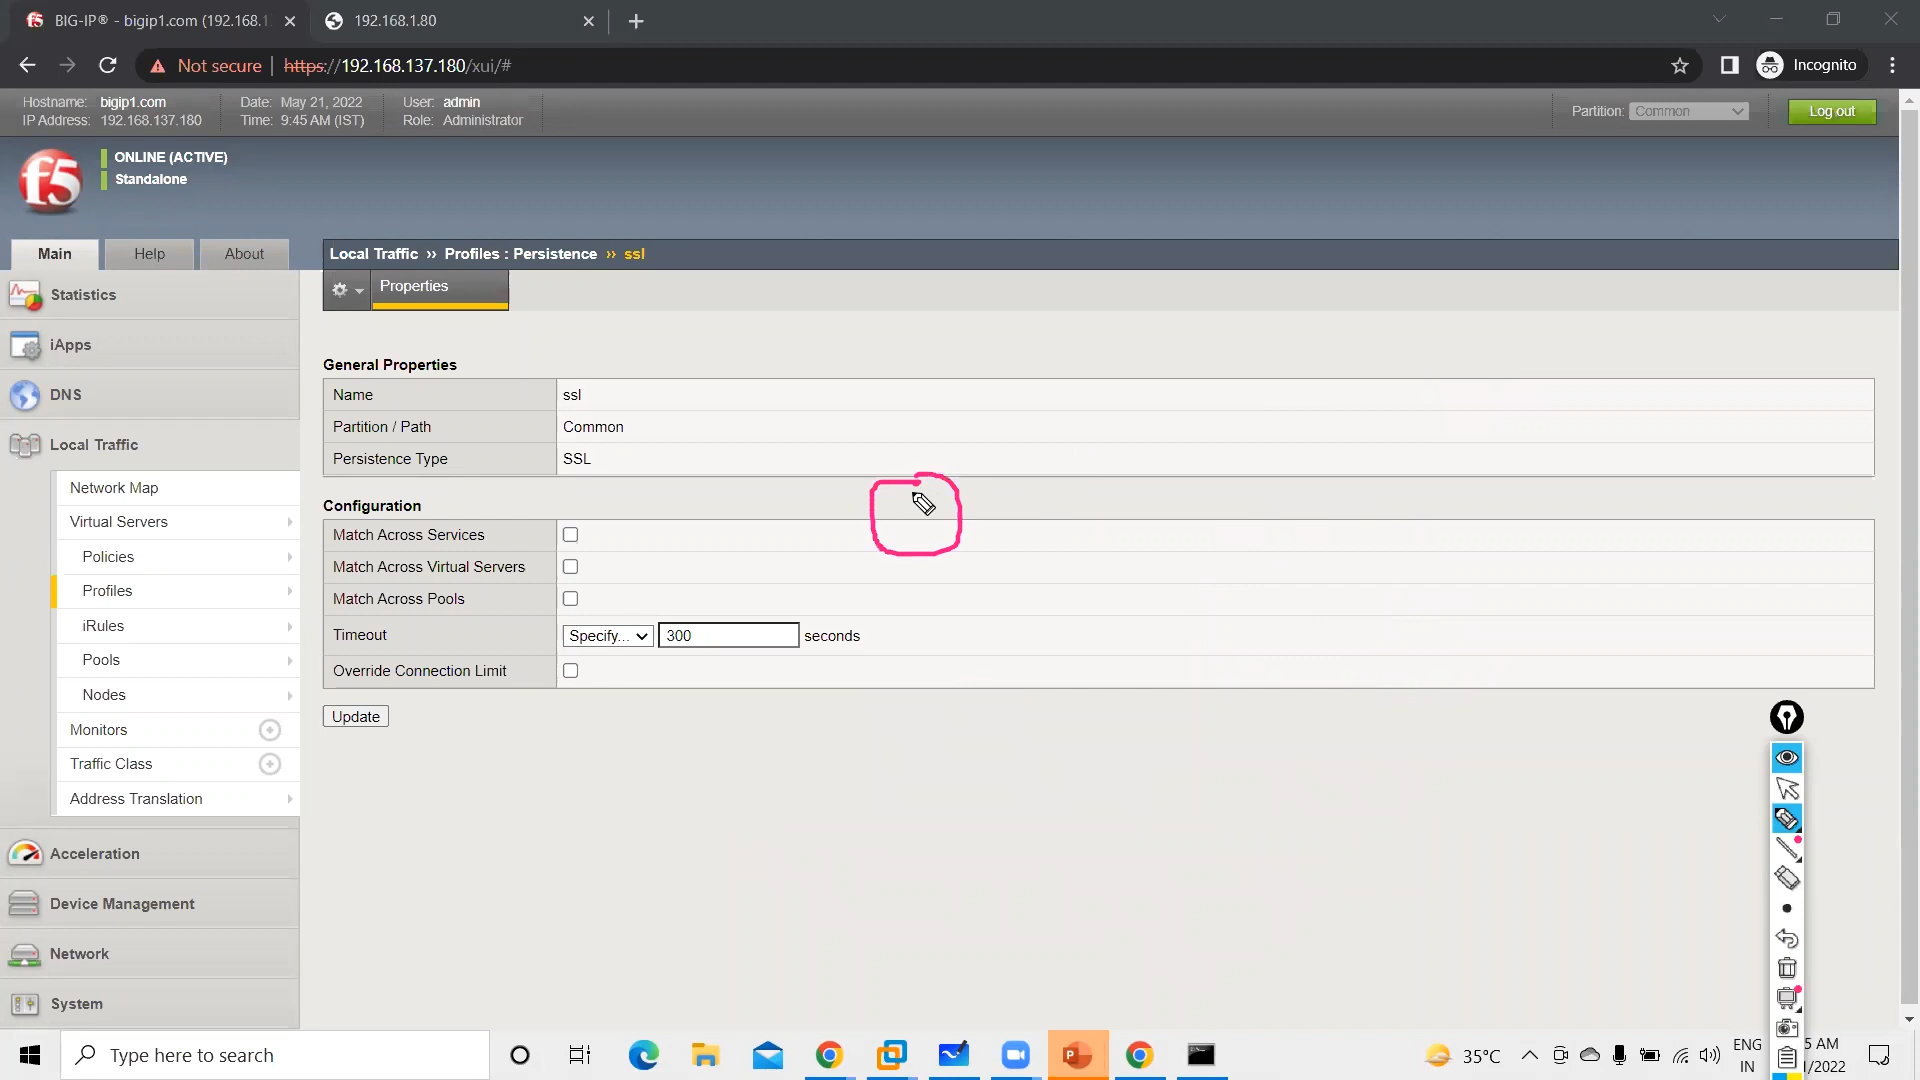 BIG-IP® - bigip1.com (192.168.1
192.168.1.80
Not secure
https://192.168.137.180/xui/#
Incognito
Hostname: bigip1.com
IP Address: 192.168.137.180
Date: May 21, 2022
Time: 9:45 AM (IST)
User: admin
Role: Administrator
Partition: Common
Log out
f5
ONLINE (ACTIVE)
Standalone
Main
Help
About
Local Traffic ›› Profiles : Persistence ›› ssl
Properties
Statistics
iApps
DNS
Local Traffic
Network Map
Virtual Servers
Policies
Profiles
iRules
Pools
Nodes
Monitors
Traffic Class
Address Translation
Acceleration
Device Management
Network
System
General Properties
Name ssl
Partition / Path Common
Persistence Type SSL
Configuration
Match Across Services
Match Across Virtual Servers
Match Across Pools
Timeout Specify... 300 seconds
Override Connection Limit
Update
Type here to search
35°C
ENG
IN
5 AM
/2022